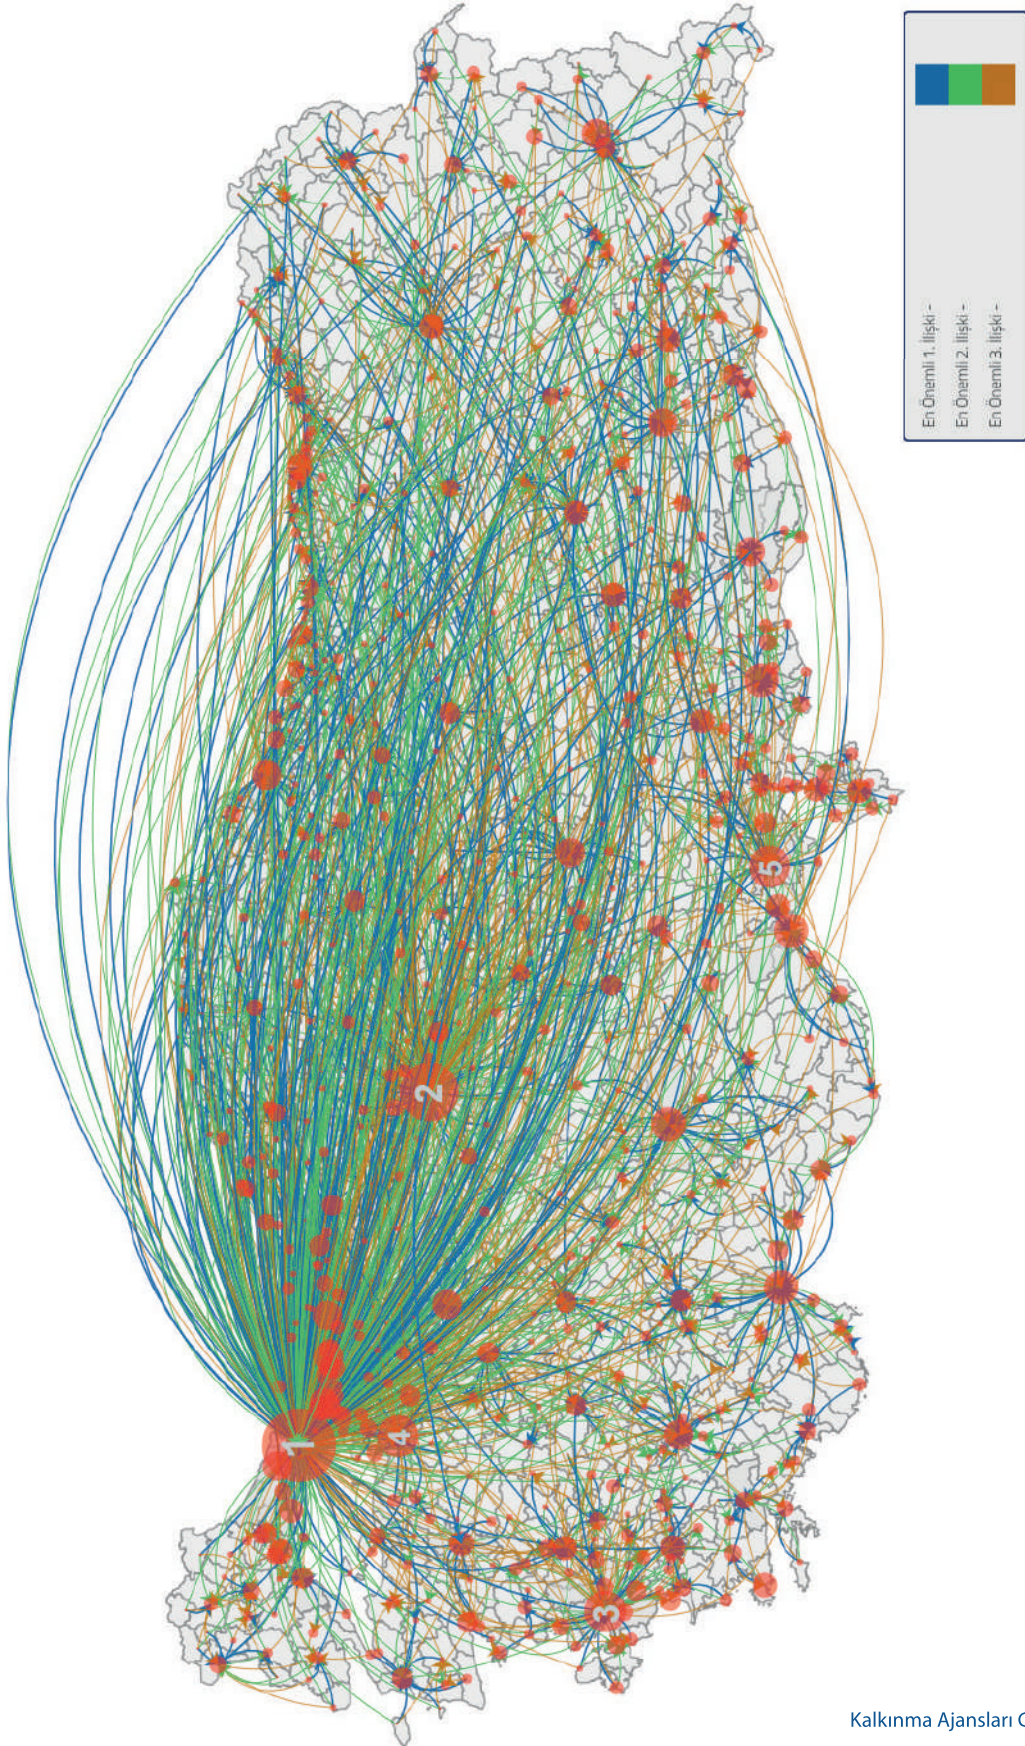 1
2
3
4
5
En Önemli 1. İlişki -
En Önemli 2. İlişki -
En Önemli 3. İlişki -
Kalkınma Ajansları